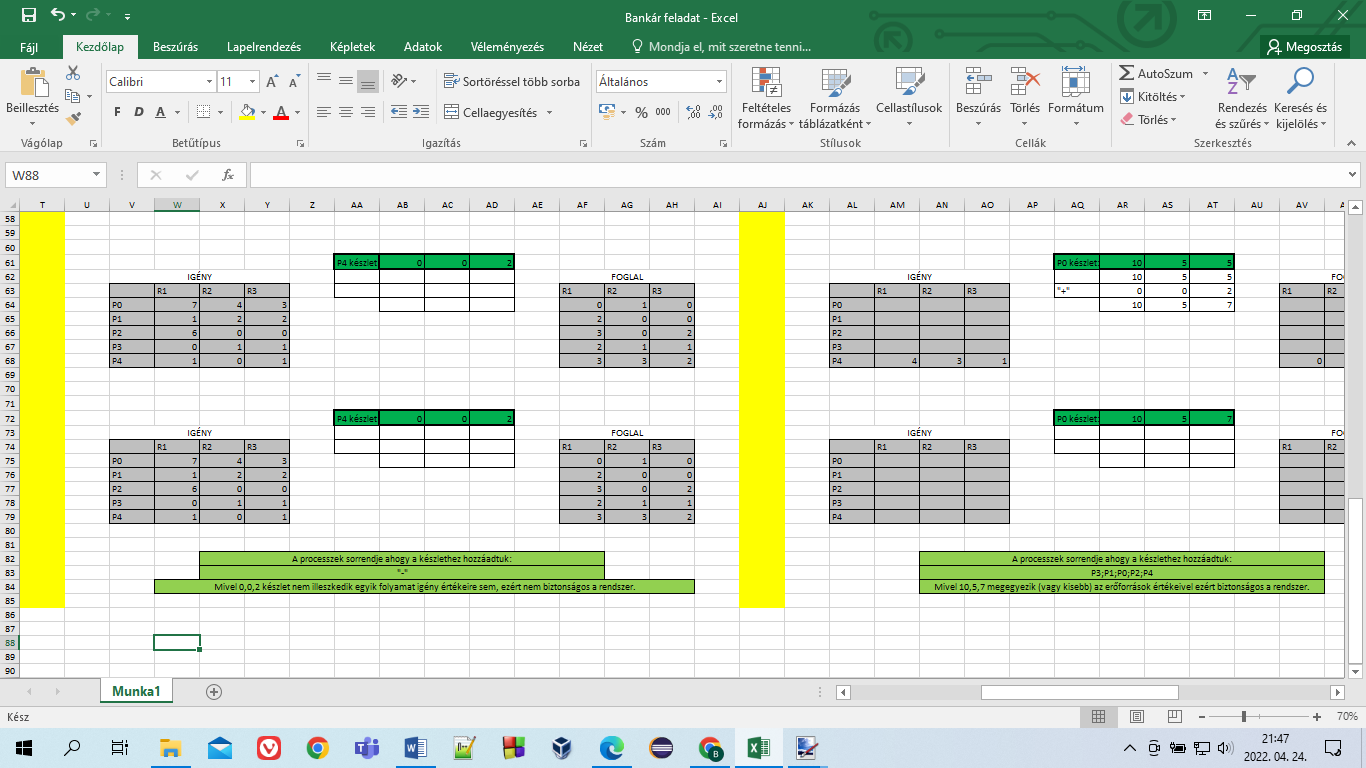 Bankár feladat - Excel
Fájl Kezdőlap Beszúrás Lapelrendezés Képletek Adatok Véleményezés Nézet Mondja el, mit szeretne tenni... Megosztás
Beillesztés Calibri 11 A A Sortöréssel több sorba Általános Feltételes formázás Formázás táblázatként Cellastílusok Beszúrás Törlés Formátum AutoSzum Kitöltés Törlés Rendezés és szűrés Keresés és kijelölés
F D A A Cellaegyesítés % 000
Vágólap Betűtípus Igazítás Szám Stílusok Cellák Szerkesztés
W88 fx
T U V W X Y Z AA AB AC AD AE AF AG AH AI AJ AK AL AM AN AO AP AQ AR AS AT AU AV
58
59
60
61 P4 készlet: 0 0 2 P0 készlet: 10 5 5
62 IGÉNY FOGLAL IGÉNY 10 5 5 FO
63 R1 R2 R3 R1 R2 R3 R1 R2 R3 "+" 0 0 2 R1 R2
64 P0 7 4 3 0 1 0 P0 10 5 7
65 P1 1 2 2 2 0 0 P1
66 P2 6 0 0 3 0 2 P2
67 P3 0 1 1 2 1 1 P3
68 P4 1 0 1 3 3 2 P4 4 3 1 0
69
70
71
72 P4 készlet: 0 0 2 P0 készlet: 10 5 7
73 IGÉNY FOGLAL IGÉNY FO
74 R1 R2 R3 R1 R2 R3 R1 R2 R3 R1 R2
75 P0 7 4 3 0 1 0 P0
76 P1 1 2 2 2 0 0 P1
77 P2 6 0 0 3 0 2 P2
78 P3 0 1 1 2 1 1 P3
79 P4 1 0 1 3 3 2 P4
80
81
82 A processzek sorrendje ahogy a készlethez hozzáadtuk: A processzek sorrendje ahogy a készlethez hozzáadtuk:
83 "-" P3;P1;P0;P2;P4
84 Mivel 0,0,2 készlet nem illeszkedik egyik folyamat igény értékeire sem, ezért nem biztonságos a rendszer. Mivel 10,5,7 megegyezik (vagy kisebb) az erőforrások értékeivel ezért biztonságos a rendszer.
85
86
87
88
89
90
Munka1
Kész 70%
21:47
2022. 04. 24.